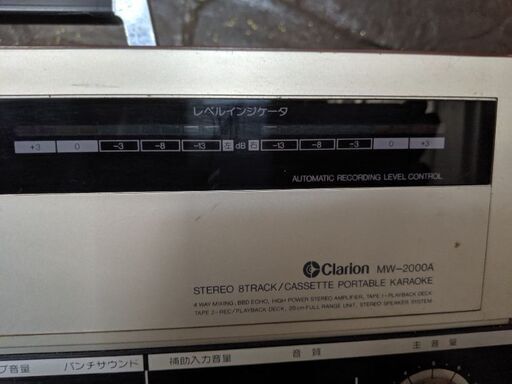 レベルインジケータ
+3 0 -3 -8 -13 左 dB 右 -13 -8 -3 0 +3
AUTOMATIC RECORDING LEVEL CONTROL
Clarion MW-2000A
STEREO 8TRACK/CASSETTE PORTABLE KARAOKE
4 WAY MIXING, BBD ECHO, HIGH POWER STEREO AMPLIFIER, TAPE 1-PLAYBACK DECK
TAPE 2-REC/PLAYBACK DECK, 20cm FULL RANGE UNIT, STEREO SPEAKER SYSTEM
プ音量 パンチサウンド 補助入力音量 音質 主音量